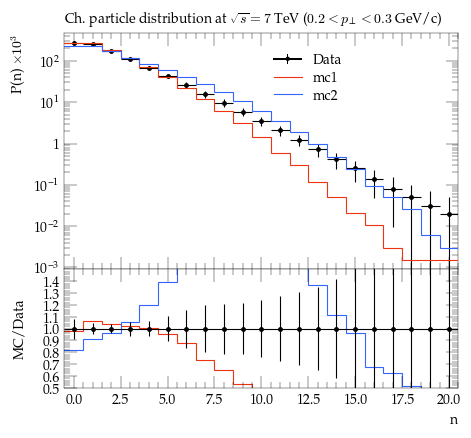 Ch. particle distribution at √s = 7 TeV (0.2 < p⊥ < 0.3 GeV/c)
P(n) ×10³
10²
10¹
1
10⁻¹
10⁻²
10⁻³
Data
mc1
mc2
MC/Data
1.4
1.3
1.2
1.1
1.0
0.9
0.8
0.7
0.6
0.5
0.0 2.5 5.0 7.5 10.0 12.5 15.0 17.5 20.0
n